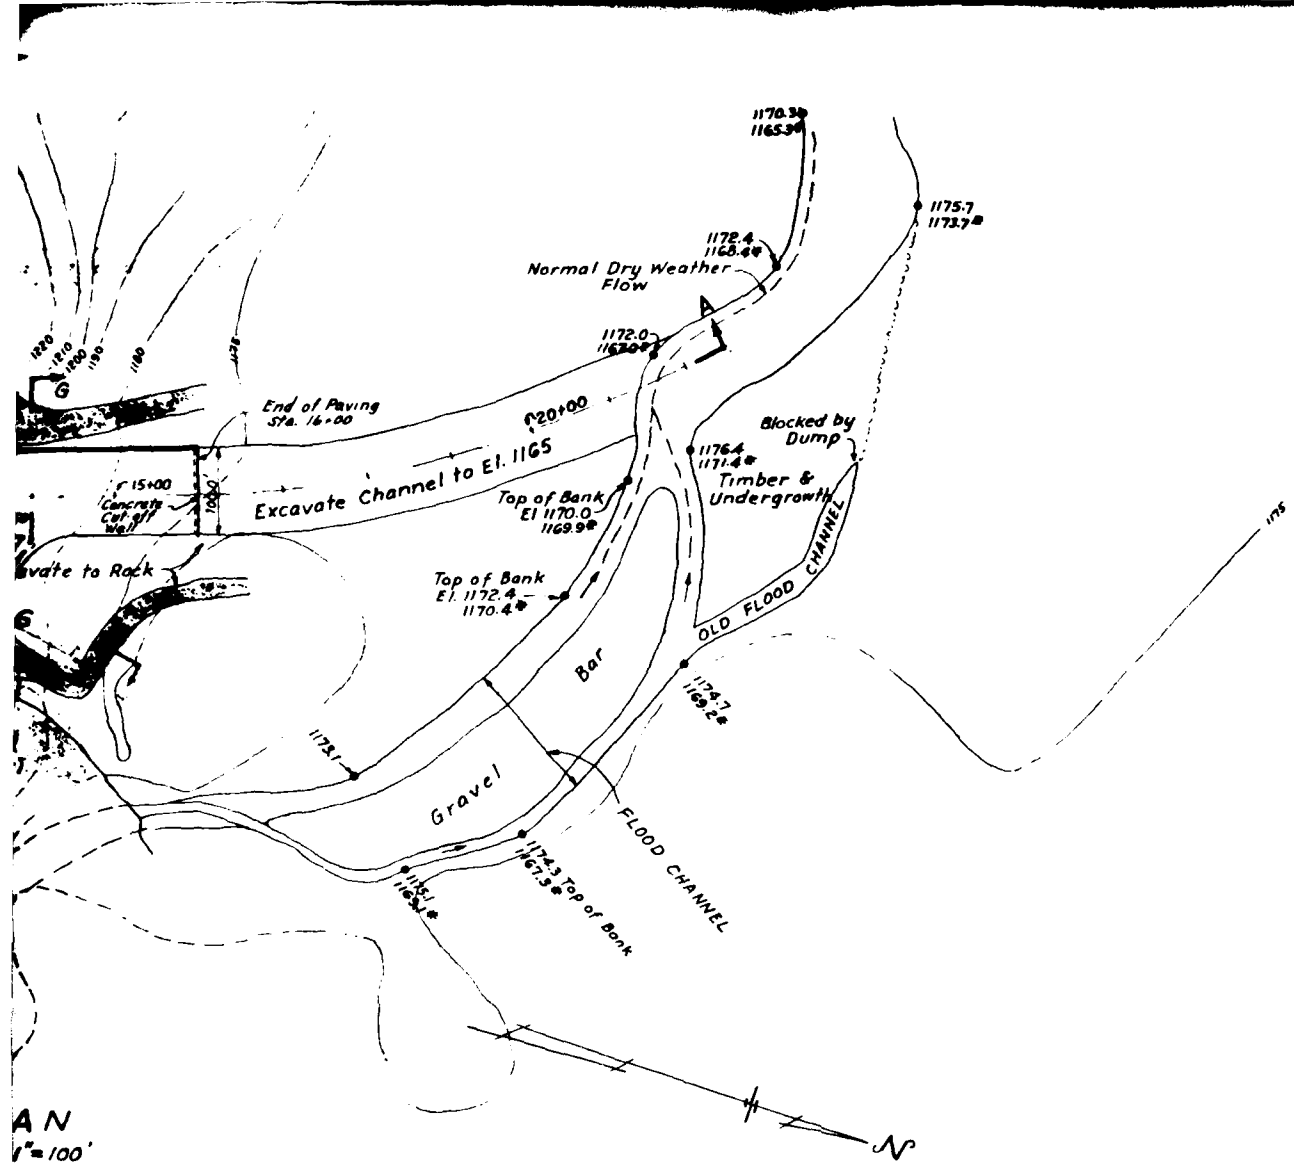 1170.3
1165.3*
1175.7
1173.7*
1172.4
1168.4*
Normal Dry Weather
Flow
A
1172.0
1220
1210
1200
1190
1180
1175
G
End of Paving
Sta. 16+00
20+00
Blocked by
Dump
1176.4
1171.4*
Timber &
Undergrowth
Excavate Channel to El. 1165
15+00
Concrete
Cut-off
Wall
100.0
Top of Bank
El 1170.0
1169.9*
1175
avate to Rock
Top of Bank
El. 1172.4
1170.4*
OLD FLOOD CHANNEL
G
Bar
1174.7
1169.2*
1173.1
Gravel
FLOOD CHANNEL
1174.3 Top of Bank
1167.3*
1175.1
N
AN
1"=100'